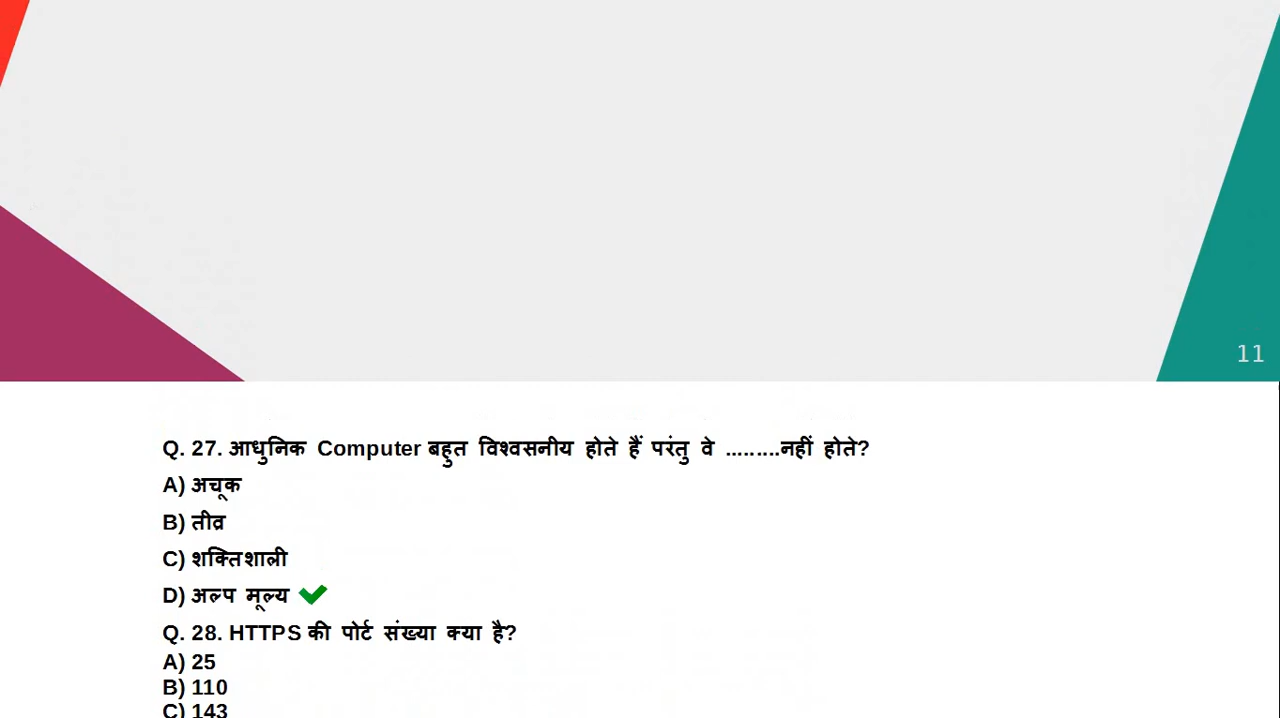 11
Q. 27. आधुनिक Computer बहुत विश्वसनीय होते हैं परंतु वे .........नहीं होते?
A) अचूक
B) तीव्र
C) शक्तिशाली
D) अल्प मूल्य
Q. 28. HTTPS की पोर्ट संख्या क्या है?
A) 25
B) 110
C) 143